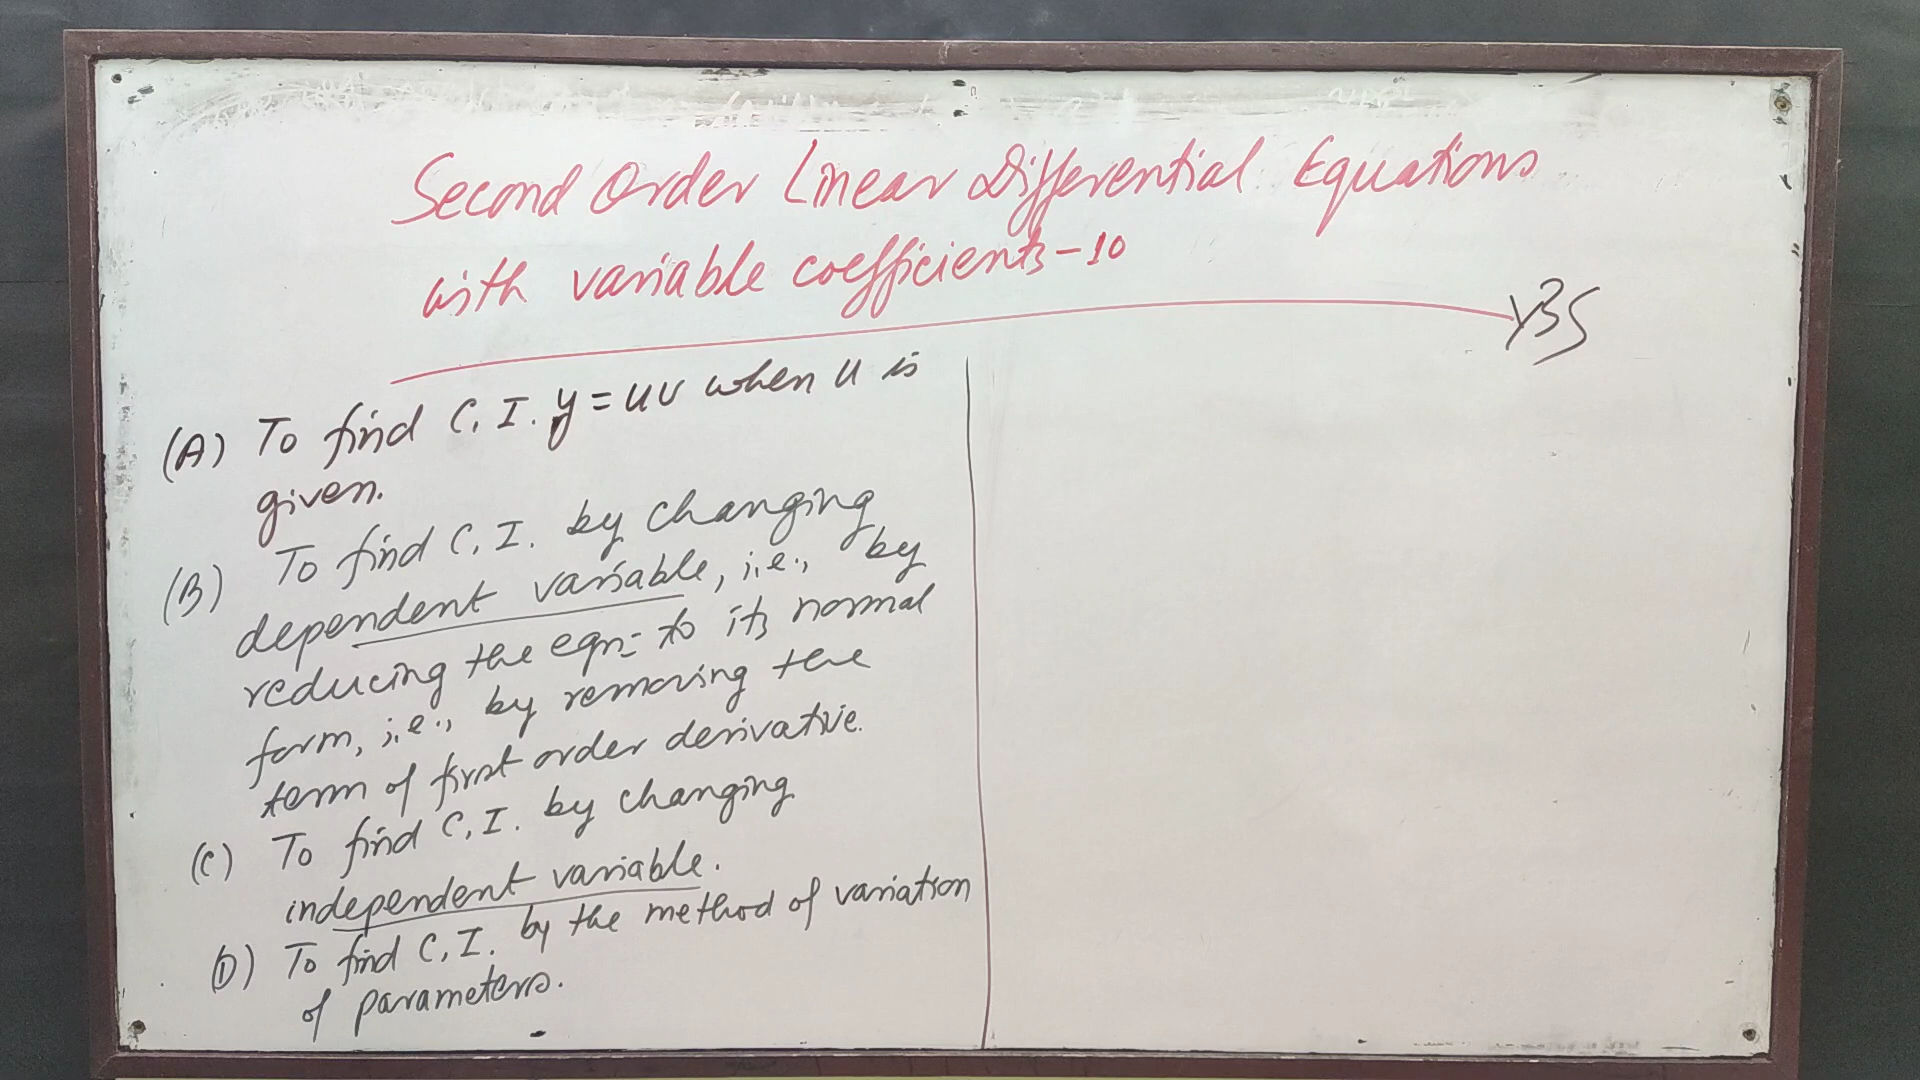 Second Order Linear Differential Equations
with variable coefficients-10
YBS
(A) To find C.I. y=uv when u is
given.
(B) To find C.I. by changing
dependent variable, i.e., by
reducing the eqn= to its normal
form, i.e., by removing the
term of first order derivative.
(C) To find C.I. by changing
independent variable.
(D) To find C.I. by the method of variation
of parameters.